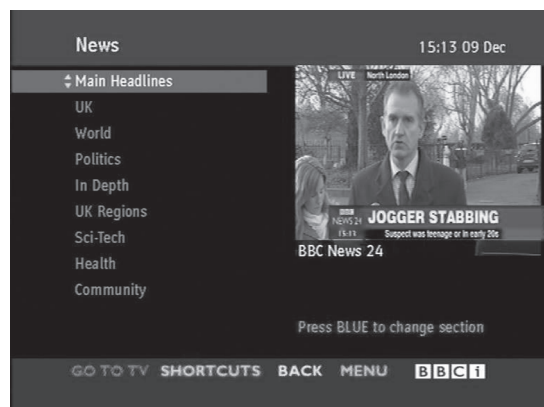 News
15:13 09 Dec
Main Headlines
UK
World
Politics
In Depth
UK Regions
Sci-Tech
Health
Community
LIVE North London
BBC
NEWS 24
15:13
JOGGER STABBING
Suspect was teenage or in early 20s
BBC News 24
Press BLUE to change section
GO TO TV SHORTCUTS BACK MENU BBCi